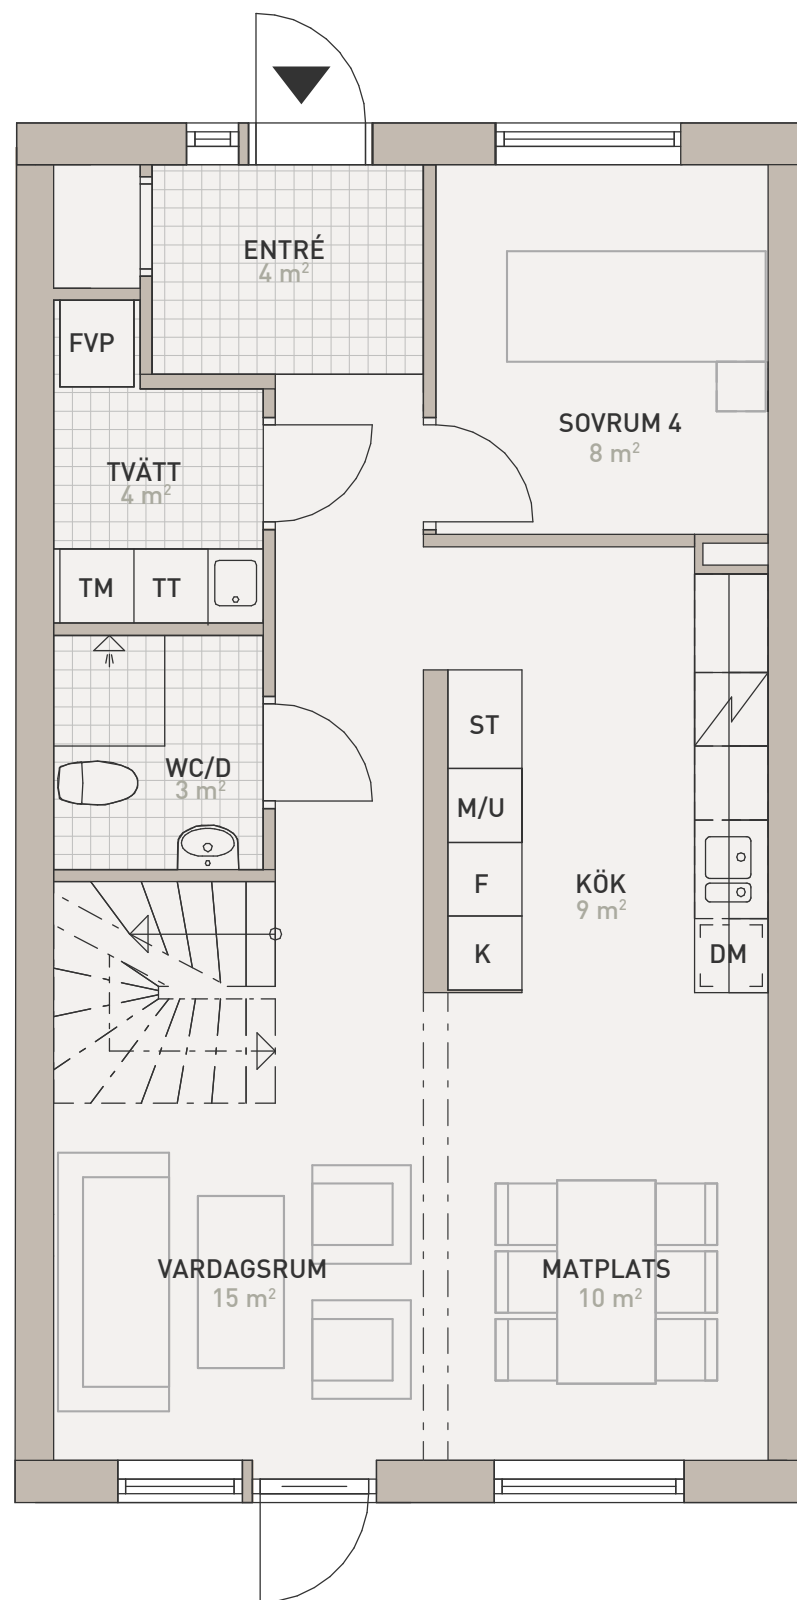 ENTRÉ
4 m²
FVP
SOVRUM 4
8 m²
TVÄTT
4 m²
TM
TT
ST
WC/D
3 m²
M/U
F
KÖK
9 m²
K
DM
VARDAGSRUM
15 m²
MATPLATS
10 m²